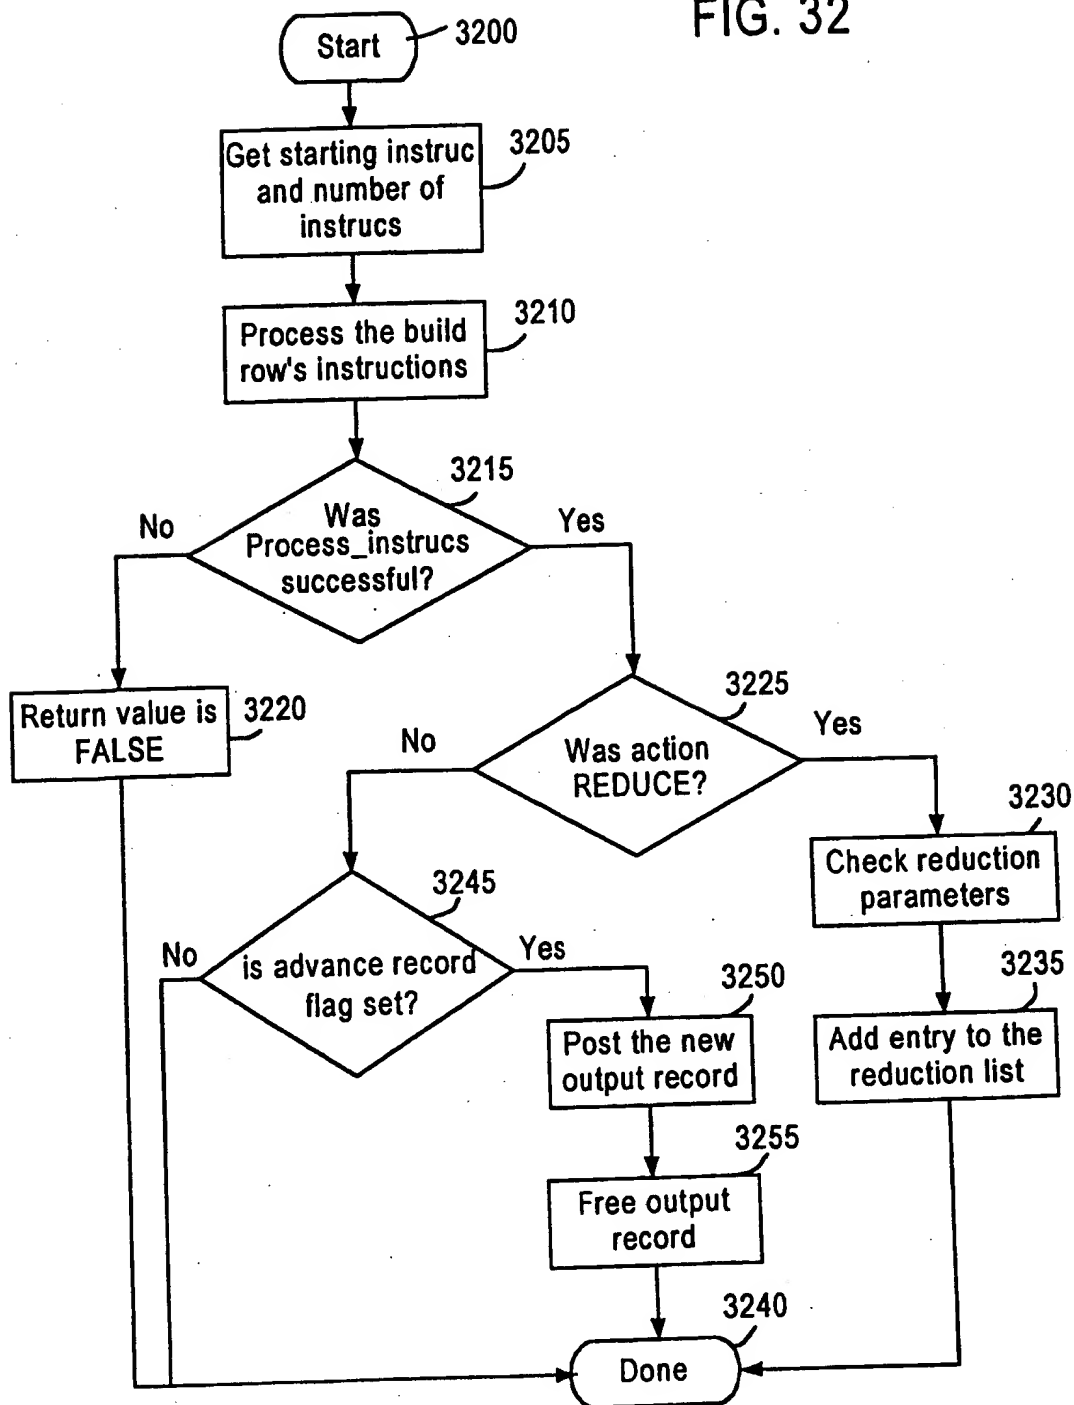 FIG. 32
Start
3200
Get starting instruc
and number of
instrucs
3205
Process the build
row's instructions
3210
Was
Process_instrucs
successful?
3215
No
Yes
Return value is
FALSE
3220
Was action
REDUCE?
3225
No
Yes
Check reduction
parameters
3230
is advance record
flag set?
3245
No
Yes
Add entry to the
reduction list
3235
Post the new
output record
3250
Free output
record
3255
Done
3240